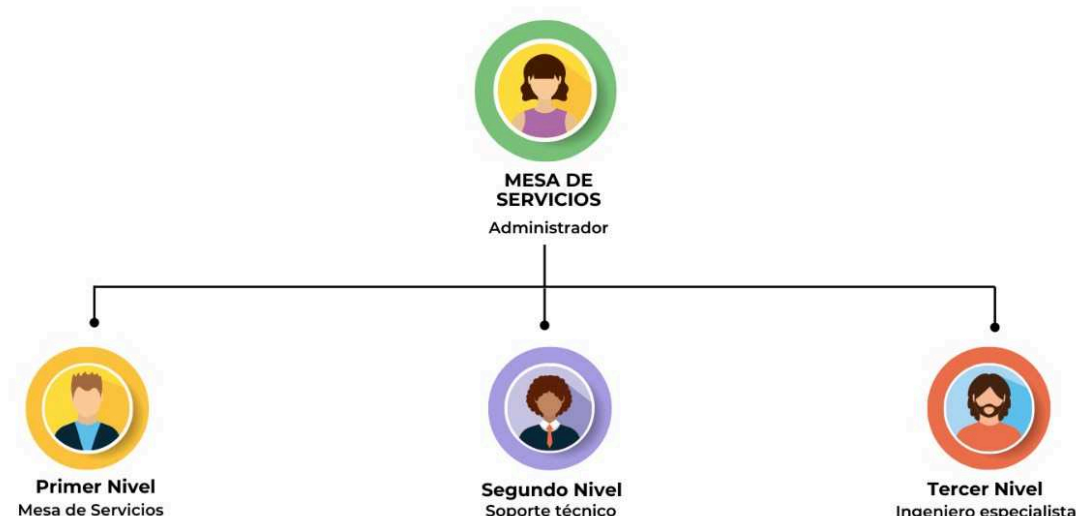 MESA DE
SERVICIOS
Administrador
Primer Nivel
Mesa de Servicios
Segundo Nivel
Soporte técnico
Tercer Nivel
Ingeniero especialista